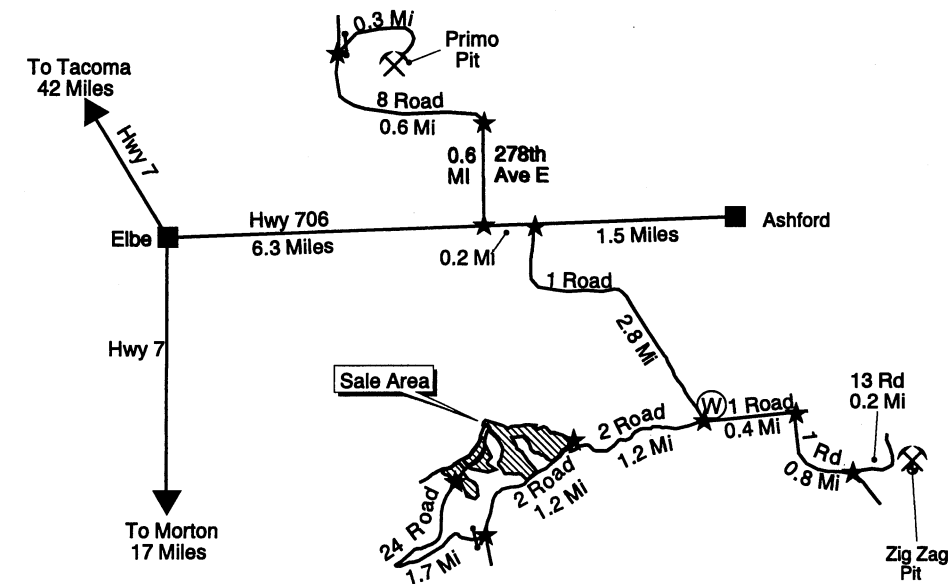 0.3 Mi
Primo
Pit
To Tacoma
42 Miles
8 Road
0.6 Mi
Hwy 7
0.6
MI
278th
Ave E
Hwy 706
6.3 Miles
Elbe
Ashford
0.2 Mi
1.5 Miles
1 Road
2.8 Mi
Hwy 7
Sale Area
13 Rd
0.2 Mi
W
1 Road
0.4 Mi
2 Road
1.2 Mi
1 Rd
0.8 Mi
2 Road
1.2 Mi
24 Road
1.7 Mi
To Morton
17 Miles
Zig Zag
Pit